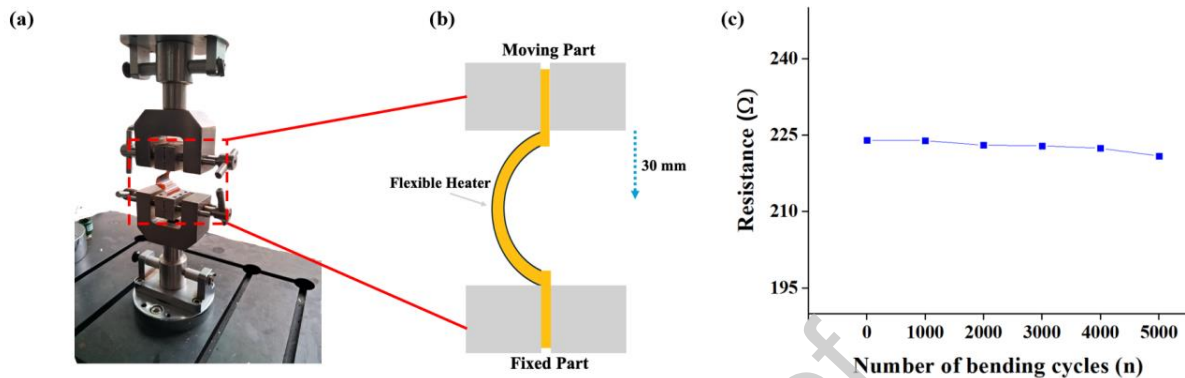 (a)
(b)
Moving Part
Flexible Heater
30 mm
Fixed Part
(c)
Resistance (Ω)
240
225
210
195
0 1000 2000 3000 4000 5000
Number of bending cycles (n)